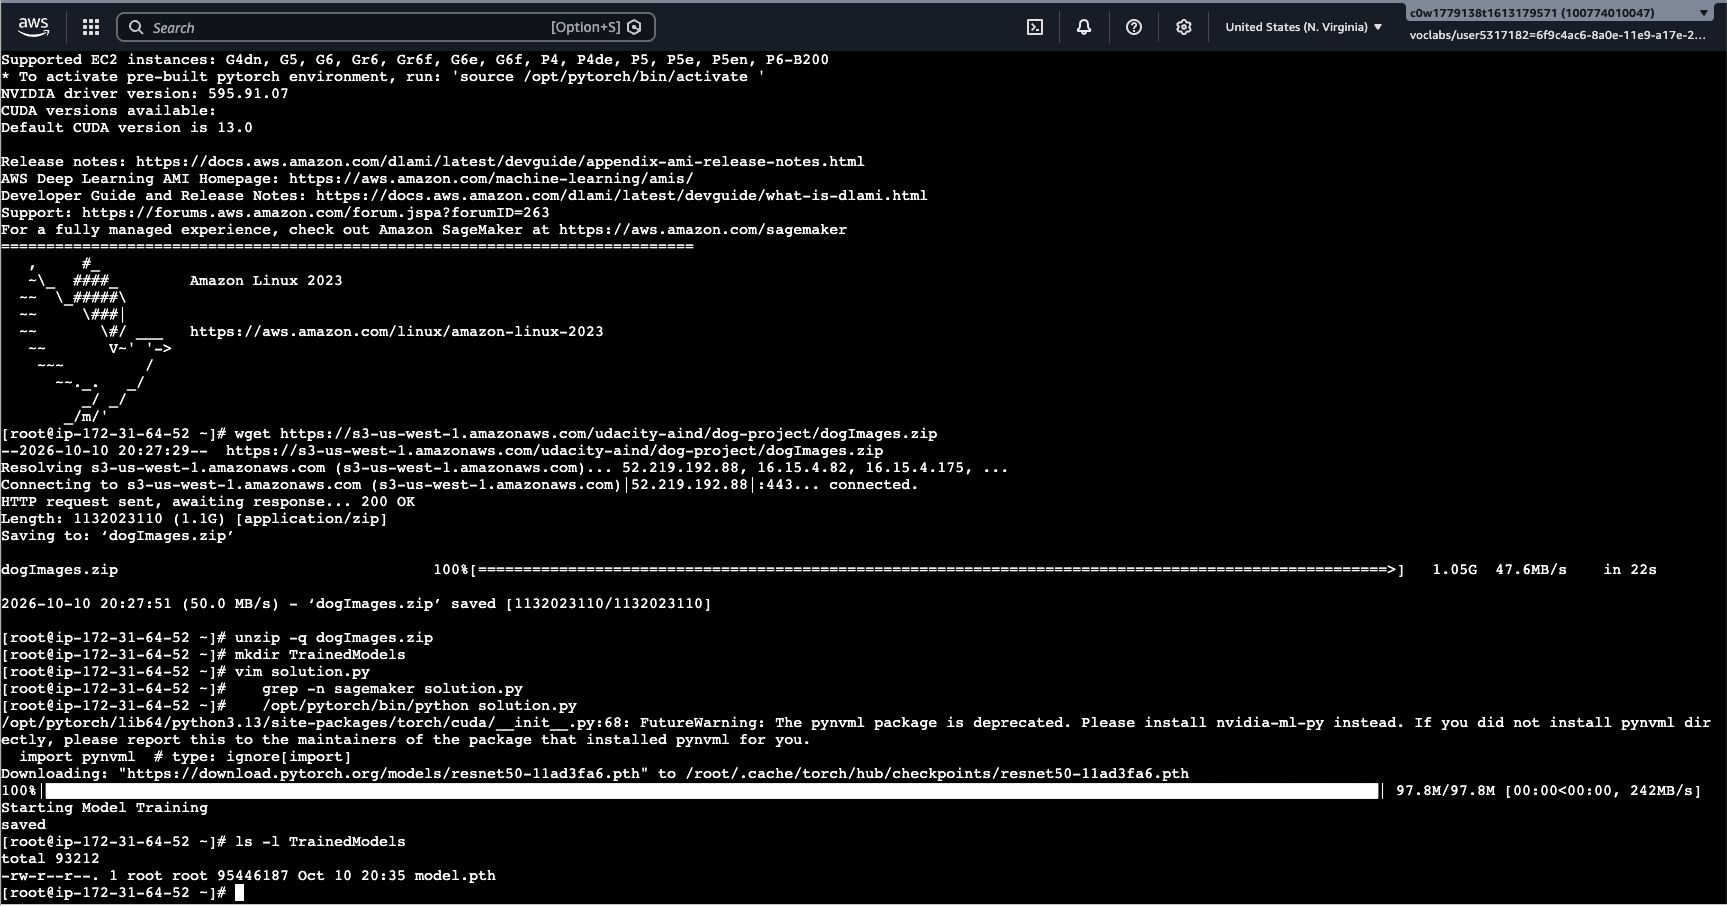 aws
Search [Option+S]
United States (N. Virginia)
c0w1779138t1613179571 (100774010047)
voclabs/user5317182=6f9c4ac6-8a0e-11e9-a17e-2...
Supported EC2 instances: G4dn, G5, G6, Gr6, Gr6f, G6e, G6f, P4, P4de, P5, P5e, P5en, P6-B200
* To activate pre-built pytorch environment, run: 'source /opt/pytorch/bin/activate '
NVIDIA driver version: 595.91.07
CUDA versions available:
Default CUDA version is 13.0
Release notes: https://docs.aws.amazon.com/dlami/latest/devguide/appendix-ami-release-notes.html
AWS Deep Learning AMI Homepage: https://aws.amazon.com/machine-learning/amis/
Developer Guide and Release Notes: https://docs.aws.amazon.com/dlami/latest/devguide/what-is-dlami.html
Support: https://forums.aws.amazon.com/forum.jspa?forumID=263
For a fully managed experience, check out Amazon SageMaker at https://aws.amazon.com/sagemaker
=============================================================================
   ,     #_
   ~\_  ####_        Amazon Linux 2023
  ~~  \_#####\
  ~~     \###|
  ~~       \#/ ___   https://aws.amazon.com/linux/amazon-linux-2023
   ~~       V~' '->
    ~~~         /
      ~~._.   _/
         _/ _/
       _/m/'
[root@ip-172-31-64-52 ~]# wget https://s3-us-west-1.amazonaws.com/udacity-aind/dog-project/dogImages.zip
--2026-10-10 20:27:29--  https://s3-us-west-1.amazonaws.com/udacity-aind/dog-project/dogImages.zip
Resolving s3-us-west-1.amazonaws.com (s3-us-west-1.amazonaws.com)... 52.219.192.88, 16.15.4.82, 16.15.4.175, ...
Connecting to s3-us-west-1.amazonaws.com (s3-us-west-1.amazonaws.com)|52.219.192.88|:443... connected.
HTTP request sent, awaiting response... 200 OK
Length: 1132023110 (1.1G) [application/zip]
Saving to: ‘dogImages.zip’
dogImages.zip 100%[=====================================================================================================>] 1.05G 47.6MB/s in 22s
2026-10-10 20:27:51 (50.0 MB/s) - ‘dogImages.zip’ saved [1132023110/1132023110]
[root@ip-172-31-64-52 ~]# unzip -q dogImages.zip
[root@ip-172-31-64-52 ~]# mkdir TrainedModels
[root@ip-172-31-64-52 ~]# vim solution.py
[root@ip-172-31-64-52 ~]#    grep -n sagemaker solution.py
[root@ip-172-31-64-52 ~]#    /opt/pytorch/bin/python solution.py
/opt/pytorch/lib64/python3.13/site-packages/torch/cuda/__init__.py:68: FutureWarning: The pynvml package is deprecated. Please install nvidia-ml-py instead. If you did not install pynvml dir
ectly, please report this to the maintainers of the package that installed pynvml for you.
  import pynvml  # type: ignore[import]
Downloading: "https://download.pytorch.org/models/resnet50-11ad3fa6.pth" to /root/.cache/torch/hub/checkpoints/resnet50-11ad3fa6.pth
100%| | 97.8M/97.8M [00:00<00:00, 242MB/s]
Starting Model Training
saved
[root@ip-172-31-64-52 ~]# ls -l TrainedModels
total 93212
-rw-r--r--. 1 root root 95446187 Oct 10 20:35 model.pth
[root@ip-172-31-64-52 ~]#